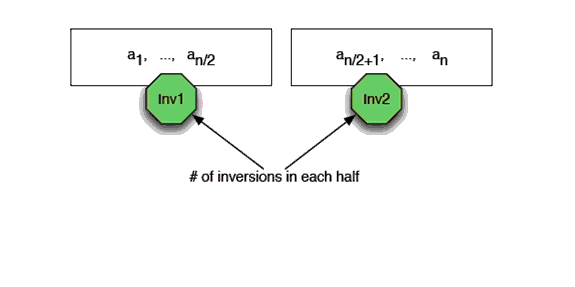 a1, ..., an/2
an/2+1, ..., an
Inv1
Inv2
# of inversions in each half